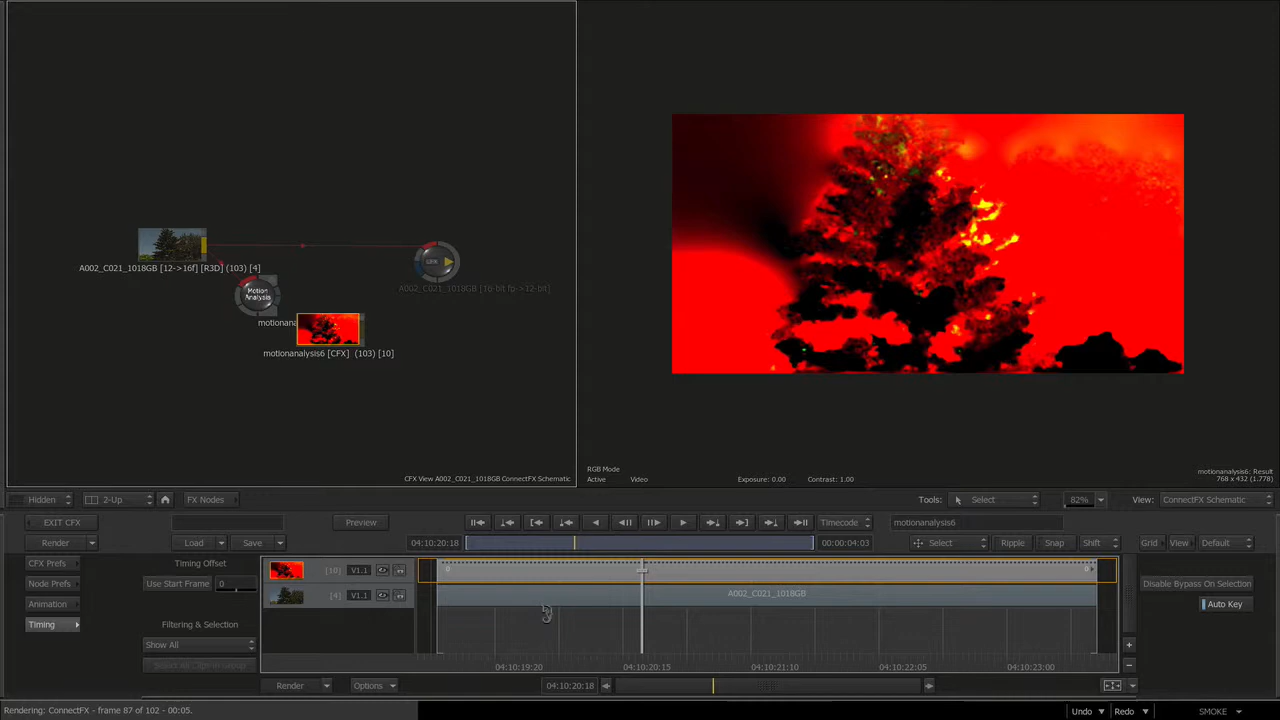 A002_C021_1018GB [12->16f] [R3D] (103) [4]
A002_C021_1018GB [16-bit fp->12-bit]
Motion
Analysis
motionana
motionanalysis6 [CFX] (103) [10]
CFX View A002_C021_1018GB ConnectFX Schematic
RGB Mode
Active Video Exposure: 0.00 Contrast: 1.00
motionanalysis6: Result
768 x 432 (1.778)
Hidden 2-Up FX Nodes Tools: Select 82% View: ConnectFX Schematic
EXIT CFX Preview Timecode motionanalysis6
Render Load Save 04:10:20:18 00:00:04:03 Select Ripple Snap Shift Grid View Default
CFX Prefs Timing Offset
[10] V1.1 0 0
Node Prefs Use Start Frame 0 Disable Bypass On Selection
[4] V1.1 A002_C021_1018GB
Animation Auto Key
Timing Filtering & Selection
Show All
Select All Clips in Group
04:10:19:20 04:10:20:15 04:10:21:10 04:10:22:05 04:10:23:00
Render Options 04:10:20:18
Rendering: ConnectFX - frame 87 of 102 - 00:05. Undo Redo SMOKE